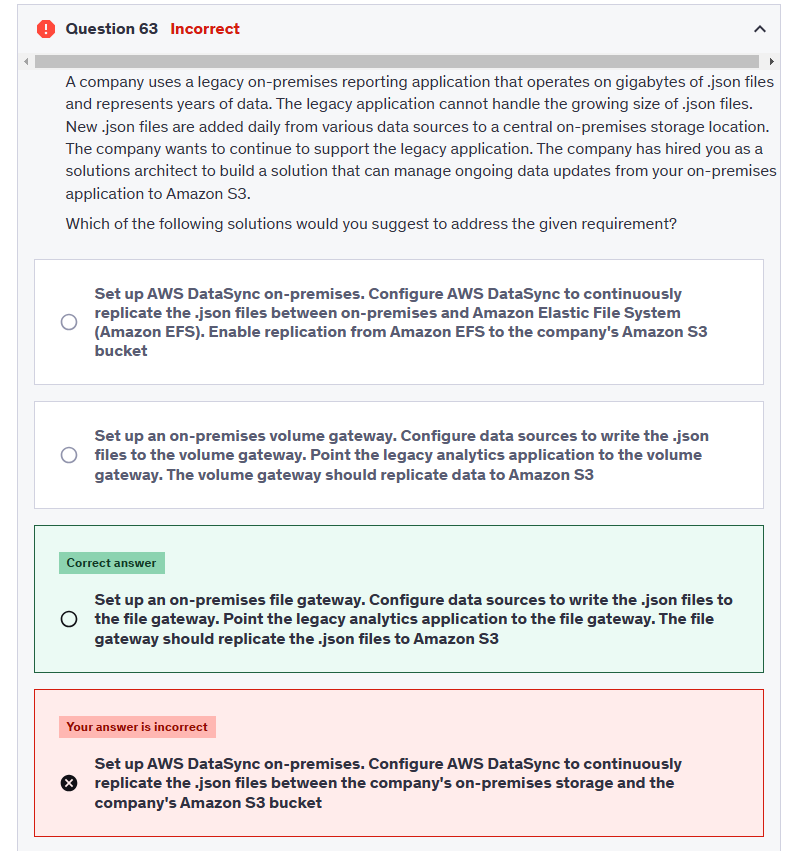 Question 63 Incorrect
A company uses a legacy on-premises reporting application that operates on gigabytes of .json files
and represents years of data. The legacy application cannot handle the growing size of .json files.
New .json files are added daily from various data sources to a central on-premises storage location.
The company wants to continue to support the legacy application. The company has hired you as a
solutions architect to build a solution that can manage ongoing data updates from your on-premises
application to Amazon S3.
Which of the following solutions would you suggest to address the given requirement?
Set up AWS DataSync on-premises. Configure AWS DataSync to continuously
replicate the .json files between on-premises and Amazon Elastic File System
(Amazon EFS). Enable replication from Amazon EFS to the company's Amazon S3
bucket
Set up an on-premises volume gateway. Configure data sources to write the .json
files to the volume gateway. Point the legacy analytics application to the volume
gateway. The volume gateway should replicate data to Amazon S3
Correct answer
Set up an on-premises file gateway. Configure data sources to write the .json files to
the file gateway. Point the legacy analytics application to the file gateway. The file
gateway should replicate the .json files to Amazon S3
Your answer is incorrect
Set up AWS DataSync on-premises. Configure AWS DataSync to continuously
replicate the .json files between the company's on-premises storage and the
company's Amazon S3 bucket